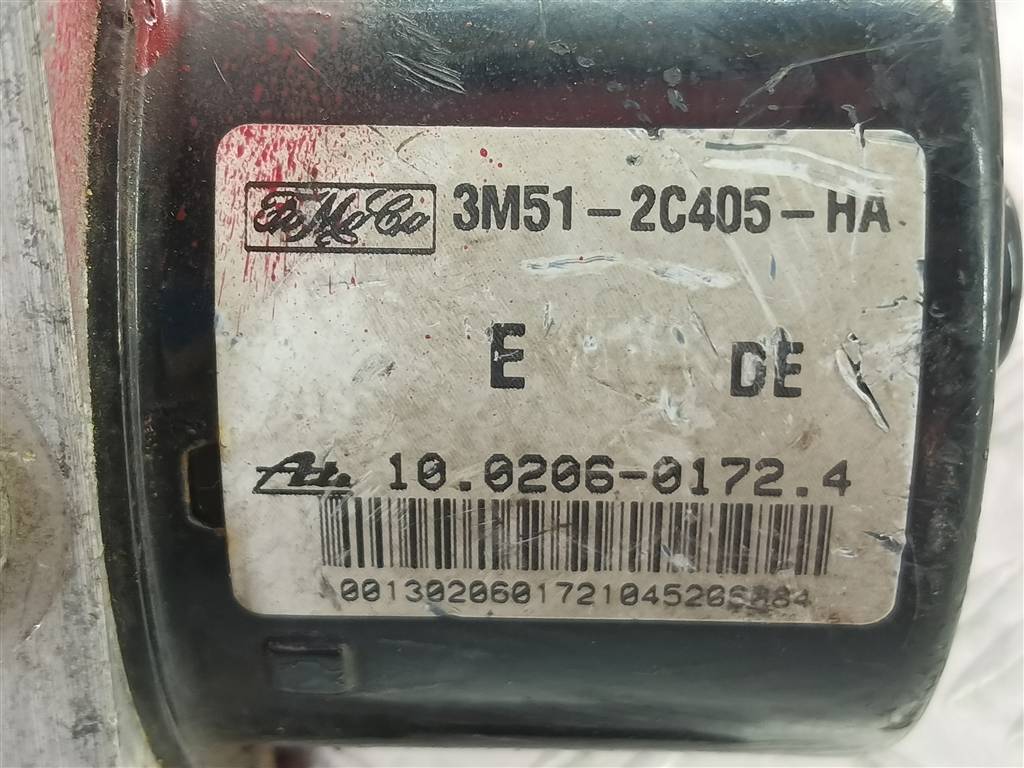 FoMoCo 3M51-2C405-HA
E DE
Ate 10.0206-0172.4